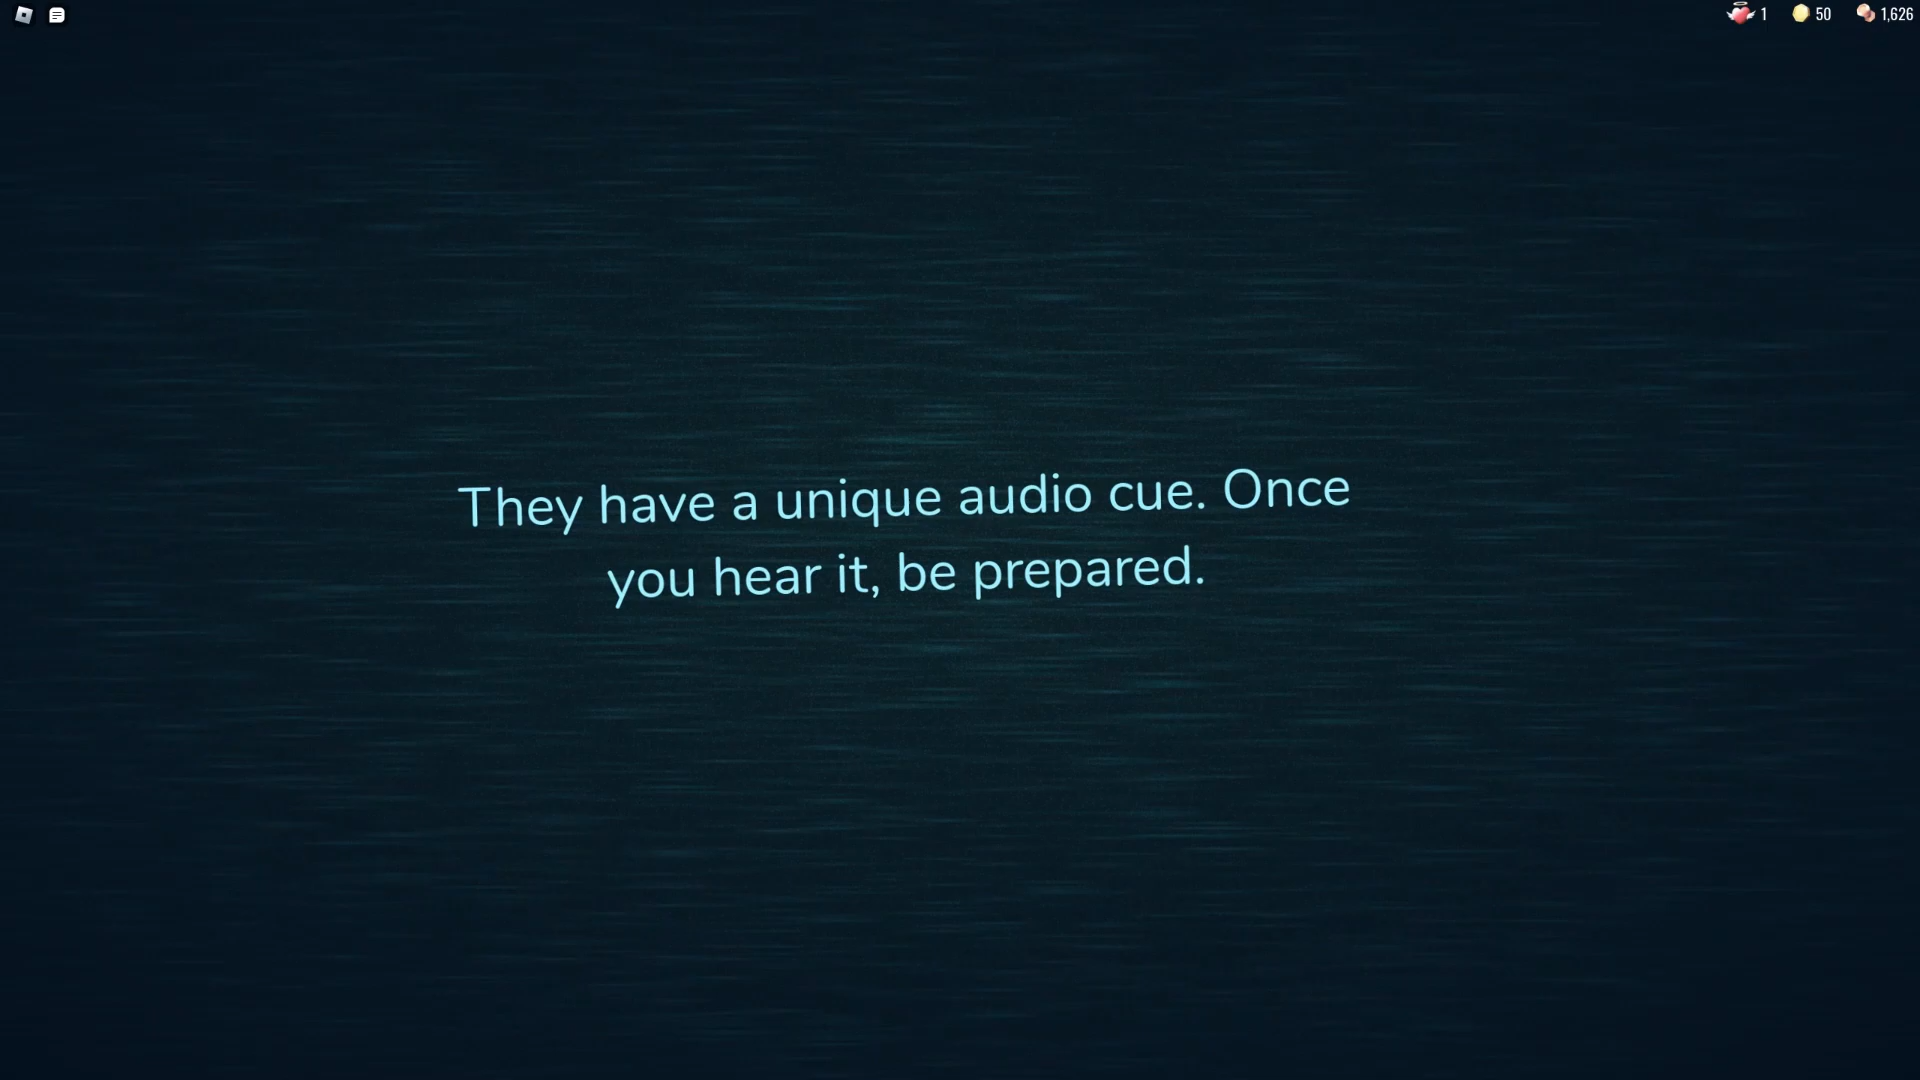 1 50 1,626
They have a unique audio cue. Once
you hear it, be prepared.